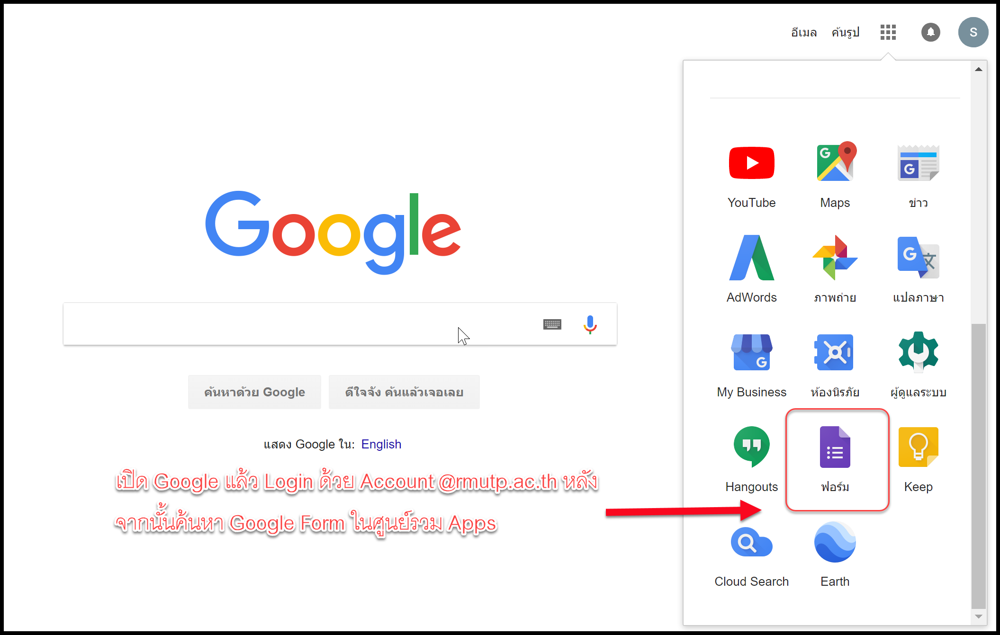 อีเมล ค้นรูป S
Google
ค้นหาด้วย Google ดีใจจัง ค้นแล้วเจอเลย
แสดง Google ใน: English
เปิด Google แล้ว Login ด้วย Account @rmutp.ac.th หลัง
จากนั้นค้นหา Google Form ในศูนย์รวม Apps
YouTube Maps ข่าว
AdWords ภาพถ่าย แปลภาษา
My Business ห้องนิรภัย ผู้ดูแลระบบ
Hangouts ฟอร์ม Keep
Cloud Search Earth